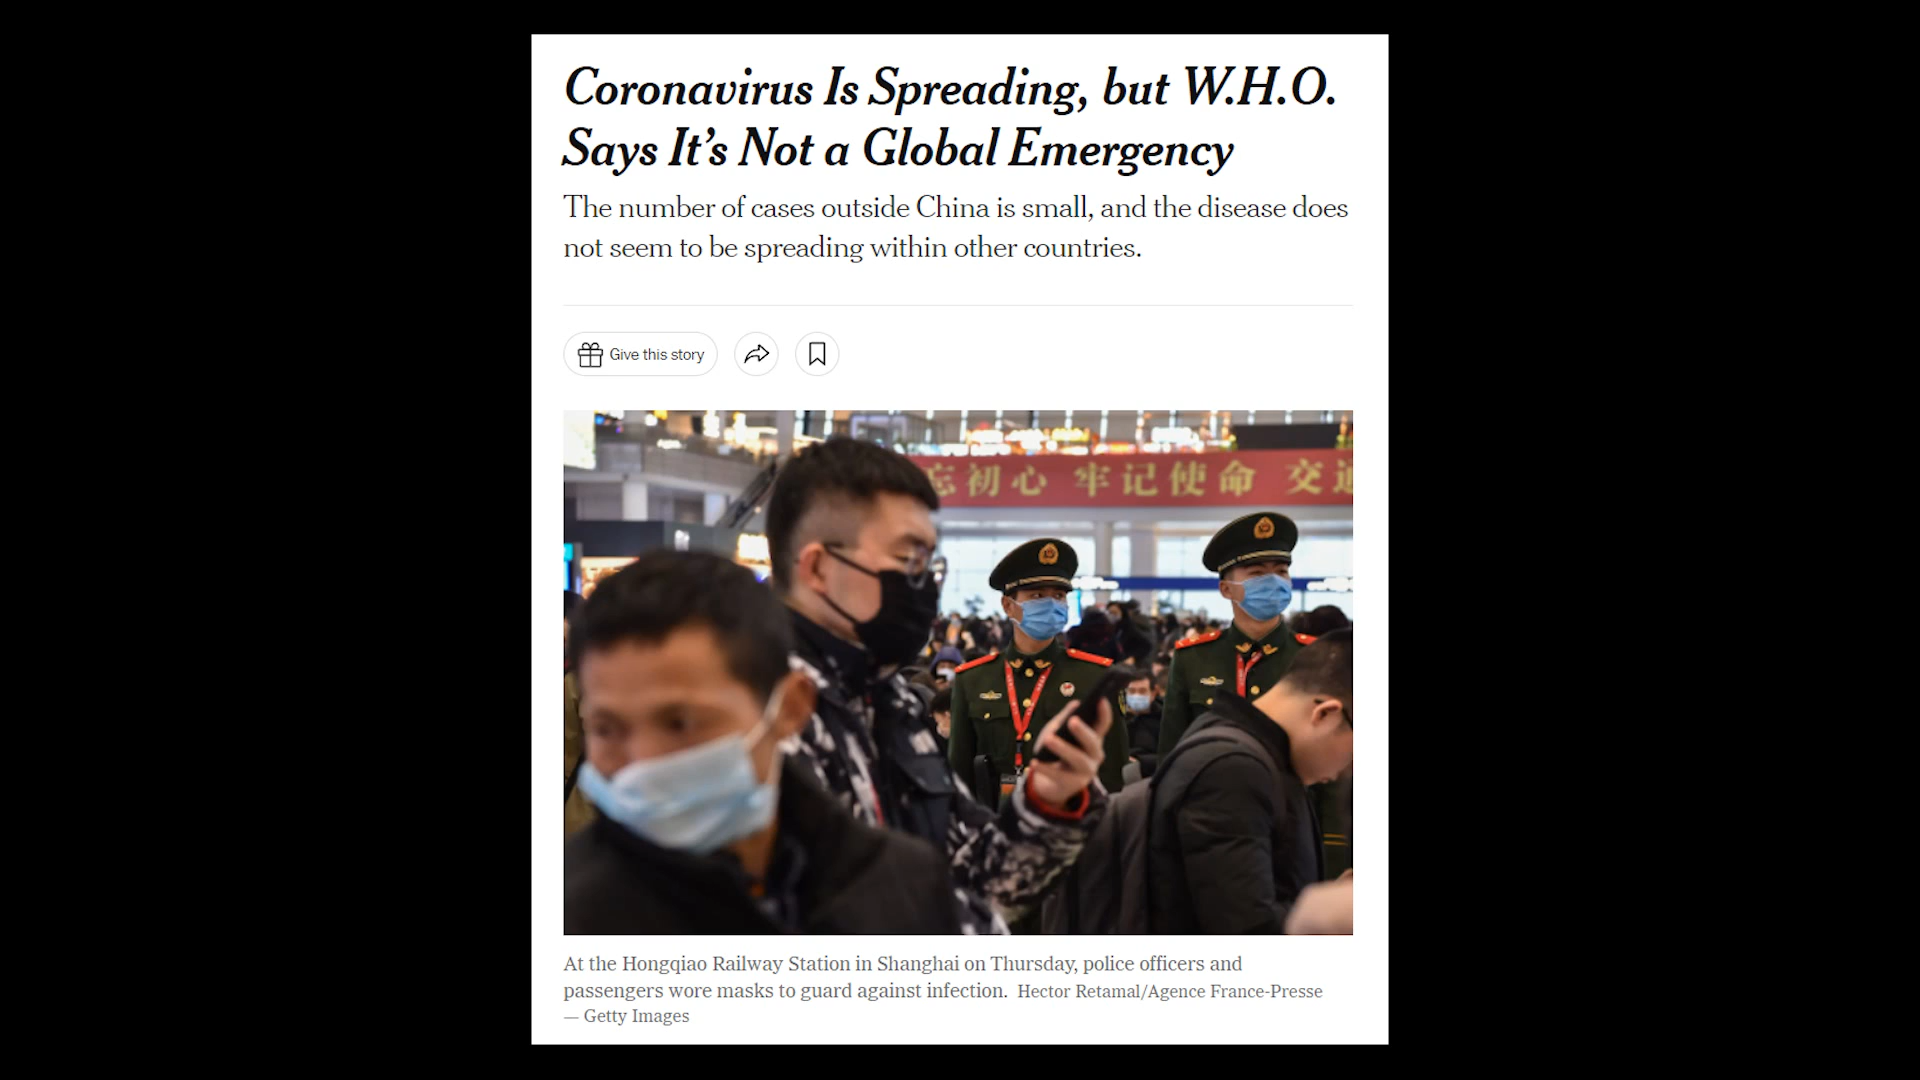 Coronavirus Is Spreading, but W.H.O.
Says It’s Not a Global Emergency
The number of cases outside China is small, and the disease does
not seem to be spreading within other countries.
Give this story
忘初心 牢记使命 交通
At the Hongqiao Railway Station in Shanghai on Thursday, police officers and
passengers wore masks to guard against infection. Hector Retamal/Agence France-Presse
— Getty Images